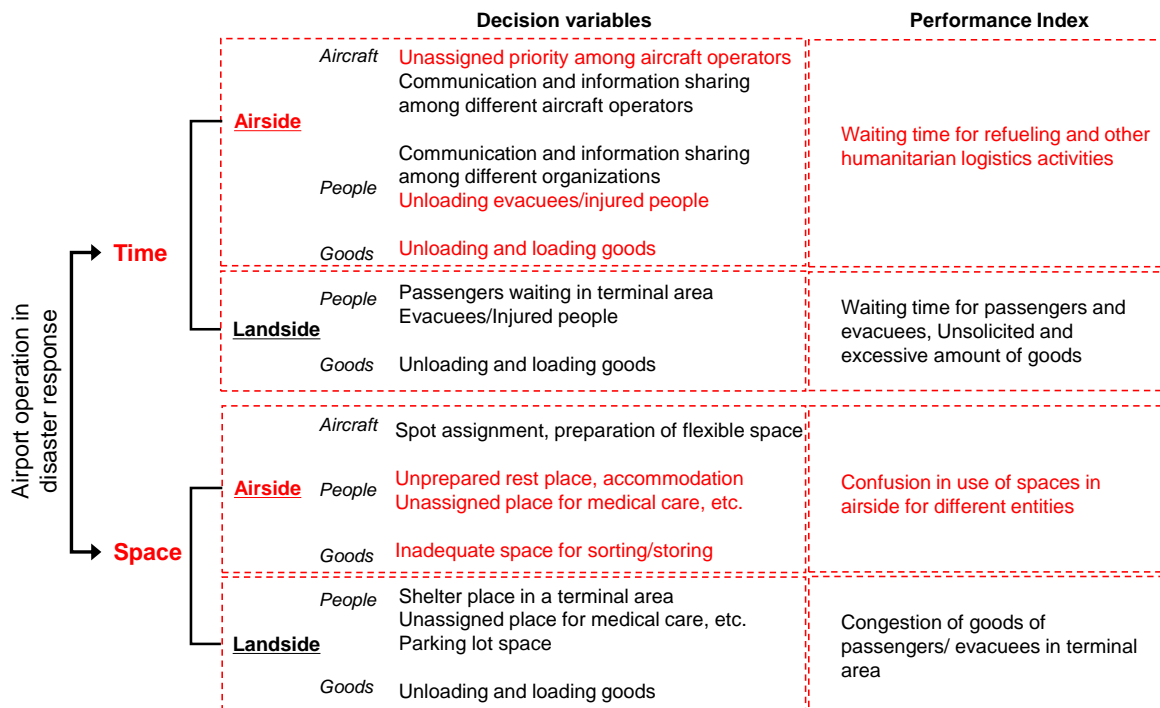 Decision variables
Performance Index
Airport operation in
disaster response
Time
Airside
Aircraft
Unassigned priority among aircraft operators
Communication and information sharing
among different aircraft operators
People
Communication and information sharing
among different organizations
Unloading evacuees/injured people
Goods
Unloading and loading goods
Waiting time for refueling and other
humanitarian logistics activities
Landside
People
Passengers waiting in terminal area
Evacuees/Injured people
Goods
Unloading and loading goods
Waiting time for passengers and
evacuees, Unsolicited and
excessive amount of goods
Space
Airside
Aircraft
Spot assignment, preparation of flexible space
People
Unprepared rest place, accommodation
Unassigned place for medical care, etc.
Goods
Inadequate space for sorting/storing
Confusion in use of spaces in
airside for different entities
Landside
People
Shelter place in a terminal area
Unassigned place for medical care, etc.
Parking lot space
Goods
Unloading and loading goods
Congestion of goods of
passengers/ evacuees in terminal
area